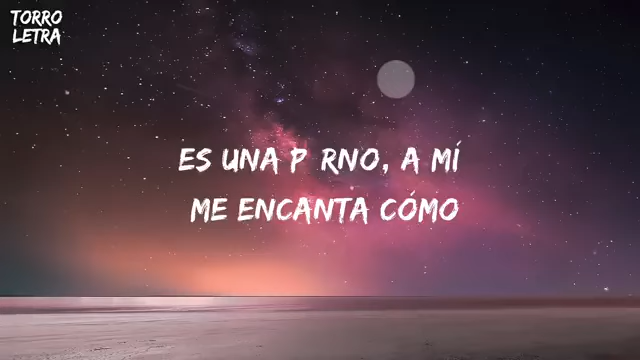 TORRO
LETRA
ES UNA P RNO, A MÍ
ME ENCANTA CÓMO